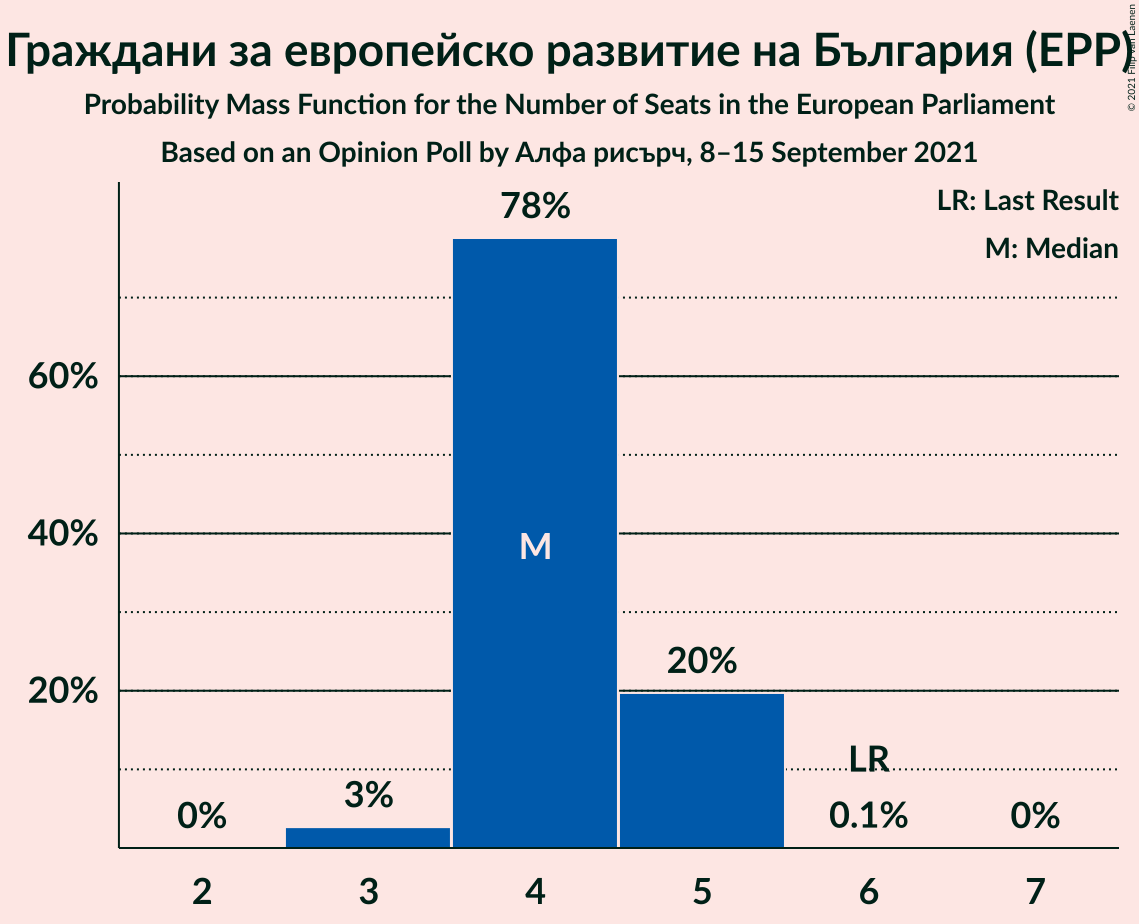 Граждани за европейско развитие на България (EPP)
Probability Mass Function for the Number of Seats in the European Parliament
Based on an Opinion Poll by Алфа рисърч, 8–15 September 2021
© 2021 Filip van Laenen
LR: Last Result
M: Median
78%
60%
40%
M
20%
20%
LR
3%
0%
0.1%
0%
2 3 4 5 6 7